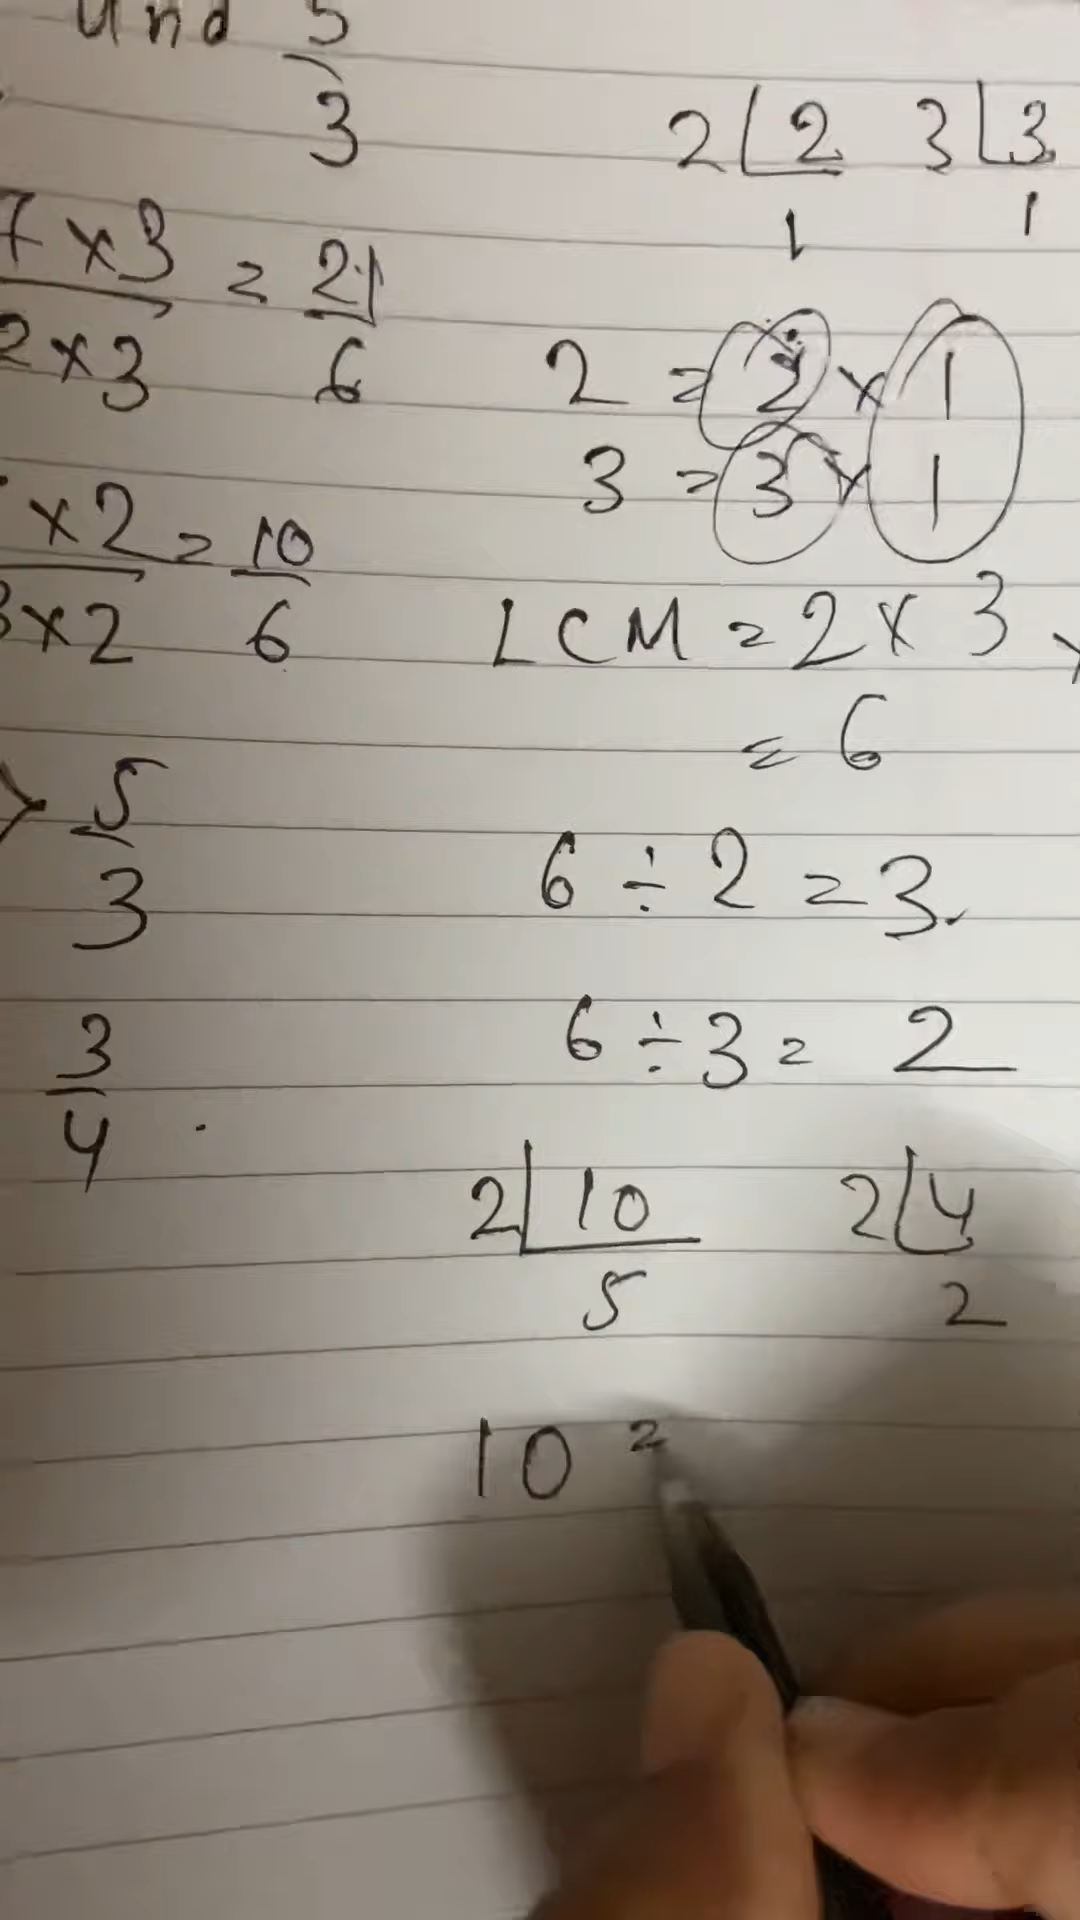 and 5/3
2 | 2   3 | 3
1   1
7 × 3 / 2 × 3 = 21/6
2 = 2 × 1
3 = 3 × 1
× 2 / 3 × 2 = 10/6
LCM = 2 × 3 ×
= 6
> 5/3
6 ÷ 2 = 3
6 ÷ 3 = 2
3/4
2 | 10   2 | 4
5   2
10 =